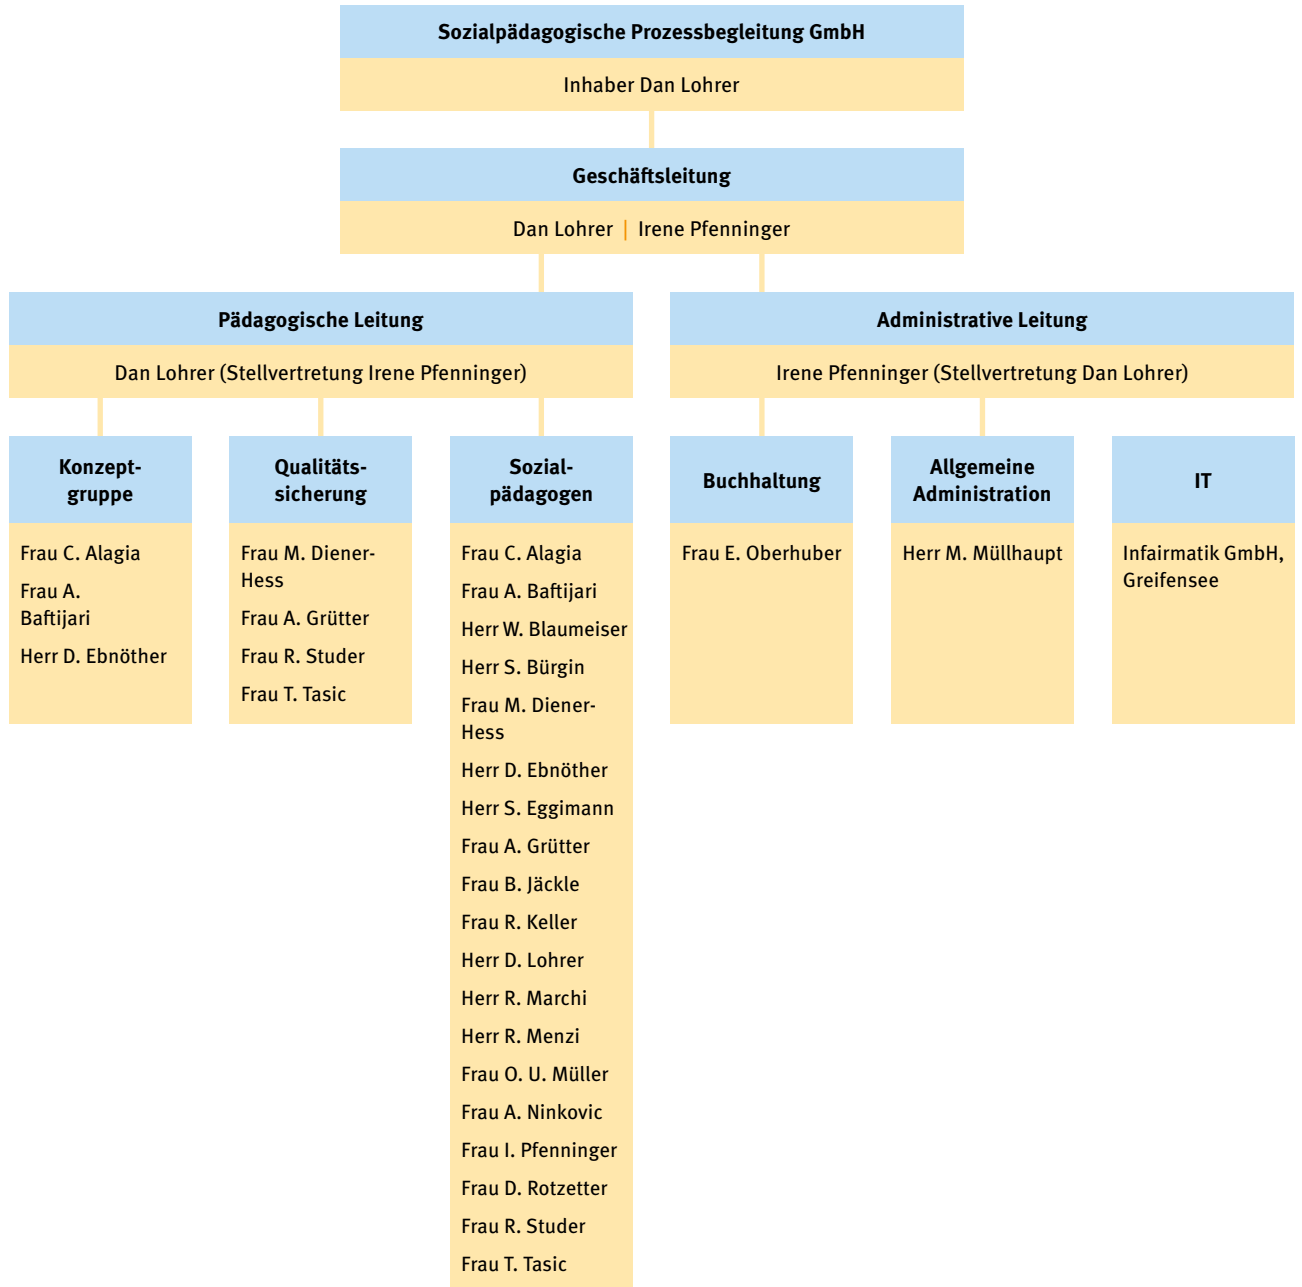 Sozialpädagogische Prozessbegleitung GmbH
Inhaber Dan Lohrer
Geschäftsleitung
Dan Lohrer | Irene Pfenninger
Pädagogische Leitung
Dan Lohrer (Stellvertretung Irene Pfenninger)
Administrative Leitung
Irene Pfenninger (Stellvertretung Dan Lohrer)
Konzept-
gruppe
Frau C. Alagia
Frau A.
Baftijari
Herr D. Ebnöther
Qualitäts-
sicherung
Frau M. Diener-
Hess
Frau A. Grütter
Frau R. Studer
Frau T. Tasic
Sozial-
pädagogen
Frau C. Alagia
Frau A. Baftijari
Herr W. Blaumeiser
Herr S. Bürgin
Frau M. Diener-
Hess
Herr D. Ebnöther
Herr S. Eggimann
Frau A. Grütter
Frau B. Jäckle
Frau R. Keller
Herr D. Lohrer
Herr R. Marchi
Herr R. Menzi
Frau O. U. Müller
Frau A. Ninkovic
Frau I. Pfenninger
Frau D. Rotzetter
Frau R. Studer
Frau T. Tasic
Buchhaltung
Frau E. Oberhuber
Allgemeine
Administration
Herr M. Müllhaupt
IT
Infairmatik GmbH,
Greifensee